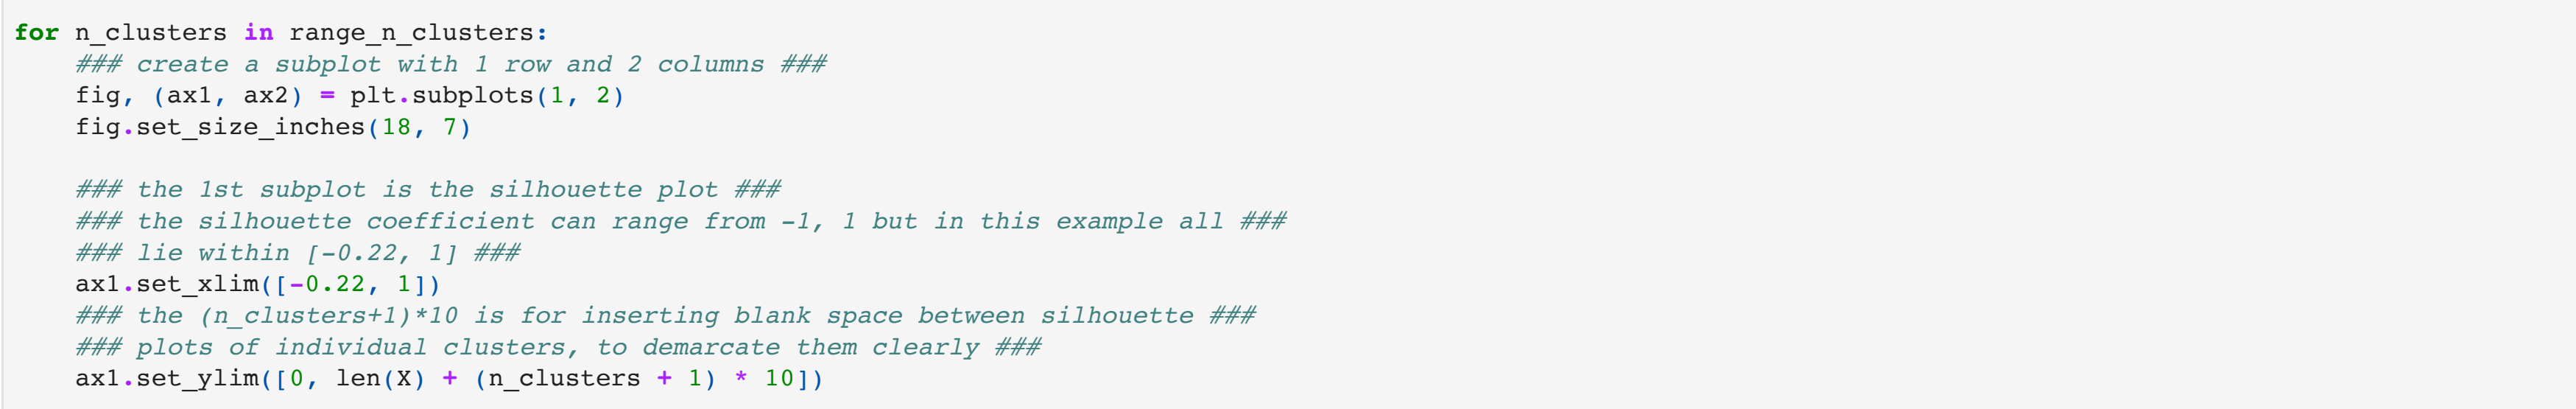 for n_clusters in range_n_clusters:
    ### create a subplot with 1 row and 2 columns ###
    fig, (ax1, ax2) = plt.subplots(1, 2)
    fig.set_size_inches(18, 7)

    ### the 1st subplot is the silhouette plot ###
    ### the silhouette coefficient can range from -1, 1 but in this example all ###
    ### lie within [-0.22, 1] ###
    ax1.set_xlim([-0.22, 1])
    ### the (n_clusters+1)*10 is for inserting blank space between silhouette ###
    ### plots of individual clusters, to demarcate them clearly ###
    ax1.set_ylim([0, len(X) + (n_clusters + 1) * 10])